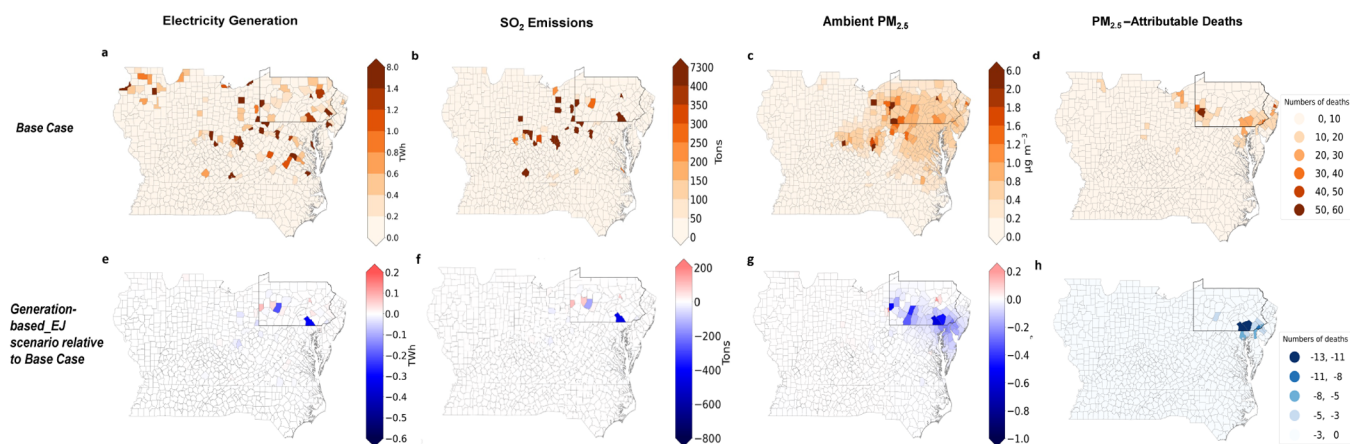 Electricity Generation
SO2 Emissions
Ambient PM2.5
PM2.5–Attributable Deaths
Base Case
a
8.0
1.4
1.2
0.8
0.6
0.4
0.2
0.0
TWh
b
7300
400
350
300
250
200
150
100
50
0
Tons
c
6.0
2.0
1.8
1.6
1.2
1.0
0.8
0.6
0.4
0.2
0.0
μg m−3
d
Numbers of deaths
0, 10
10, 20
20, 30
30, 40
40, 50
50, 60
Generation-
based_EJ
scenario relative
to Base Case
e
0.2
0.1
0.0
−0.1
−0.2
−0.3
−0.4
−0.5
−0.6
TWh
f
200
0
−200
−400
−600
−800
Tons
g
0.2
0.0
−0.2
−0.4
−0.6
−0.8
−1.0
h
Numbers of deaths
-13, -11
-11, -8
-8, -5
-5, -3
-3, 0